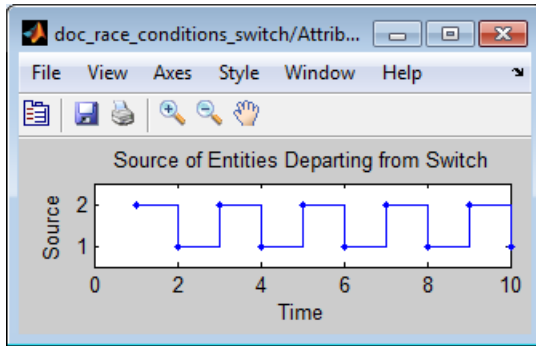 doc_race_conditions_switch/Attrib...
File View Axes Style Window Help
Source of Entities Departing from Switch
Source
2
1
0 2 4 6 8 10
Time